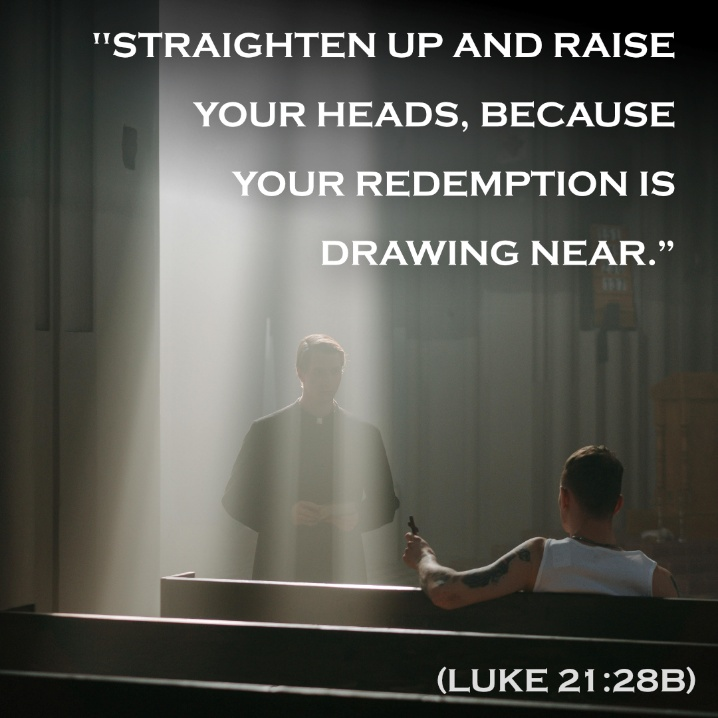 "STRAIGHTEN UP AND RAISE
YOUR HEADS, BECAUSE
YOUR REDEMPTION IS
DRAWING NEAR.”
(LUKE 21:28B)